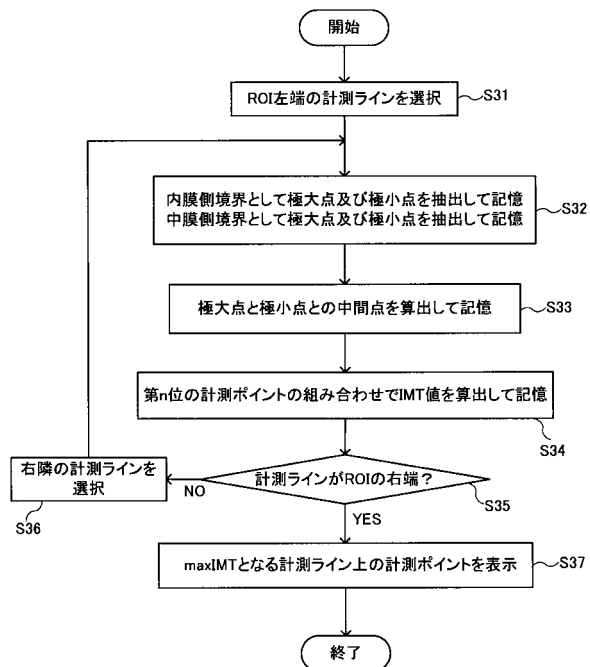 開始
ROI左端の計測ラインを選択
S31
内膜側境界として極大点及び極小点を抽出して記憶
中膜側境界として極大点及び極小点を抽出して記憶
S32
極大点と極小点との中間点を算出して記憶
S33
第n位の計測ポイントの組み合わせでIMT値を算出して記憶
S34
計測ラインがROIの右端?
S35
NO
右隣の計測ラインを
選択
S36
YES
maxIMTとなる計測ライン上の計測ポイントを表示
S37
終了